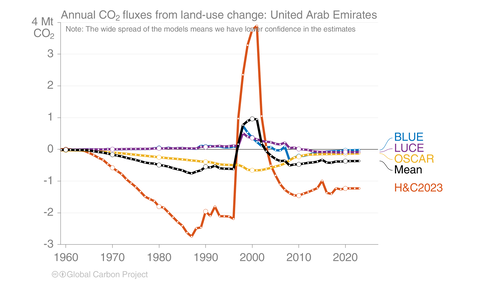 Annual CO₂ fluxes from land-use change: United Arab Emirates
4 Mt
CO₂
Note: The wide spread of the models means we have lower confidence in the estimates
3
2
1
0
-1
-2
-3
BLUE
LUCE
OSCAR
Mean
H&C2023
1960
1970
1980
1990
2000
2010
2020
Global Carbon Project